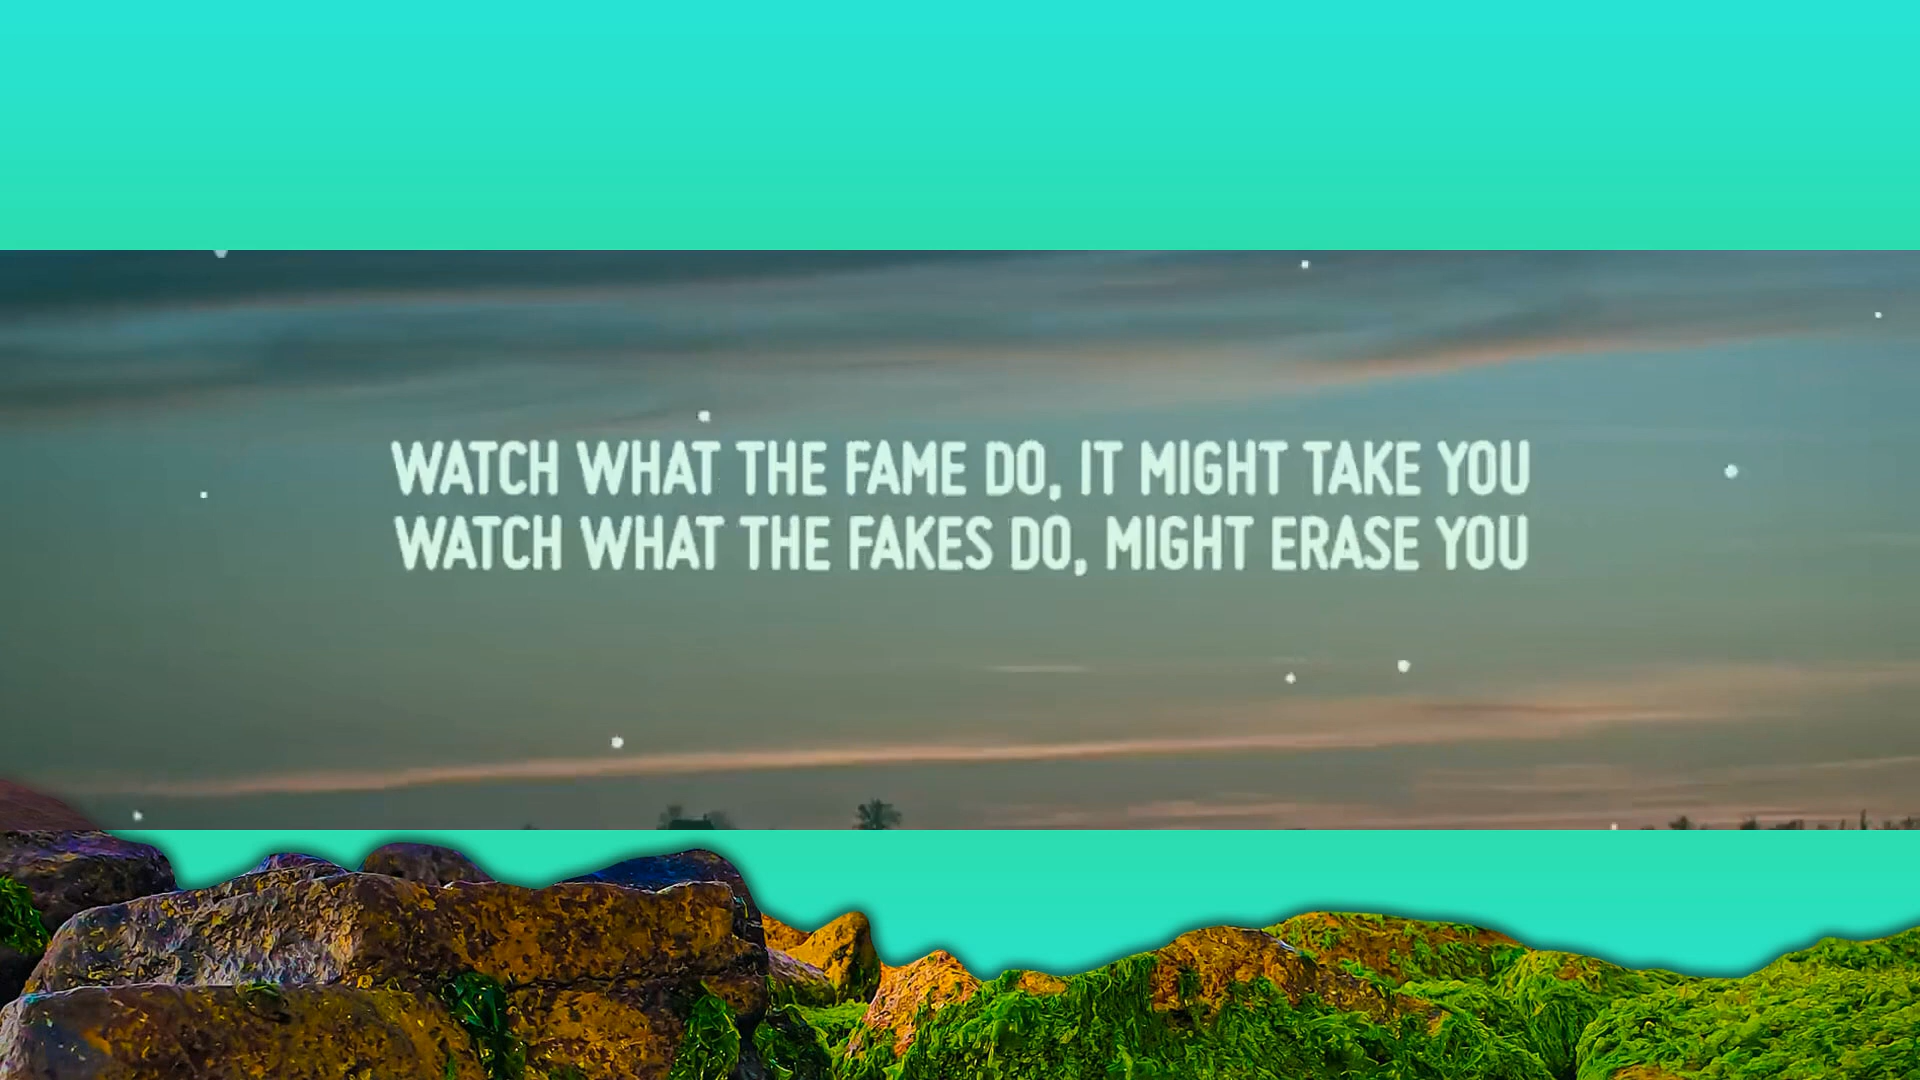 WATCH WHAT THE FAME DO, IT MIGHT TAKE YOU
WATCH WHAT THE FAKES DO, MIGHT ERASE YOU